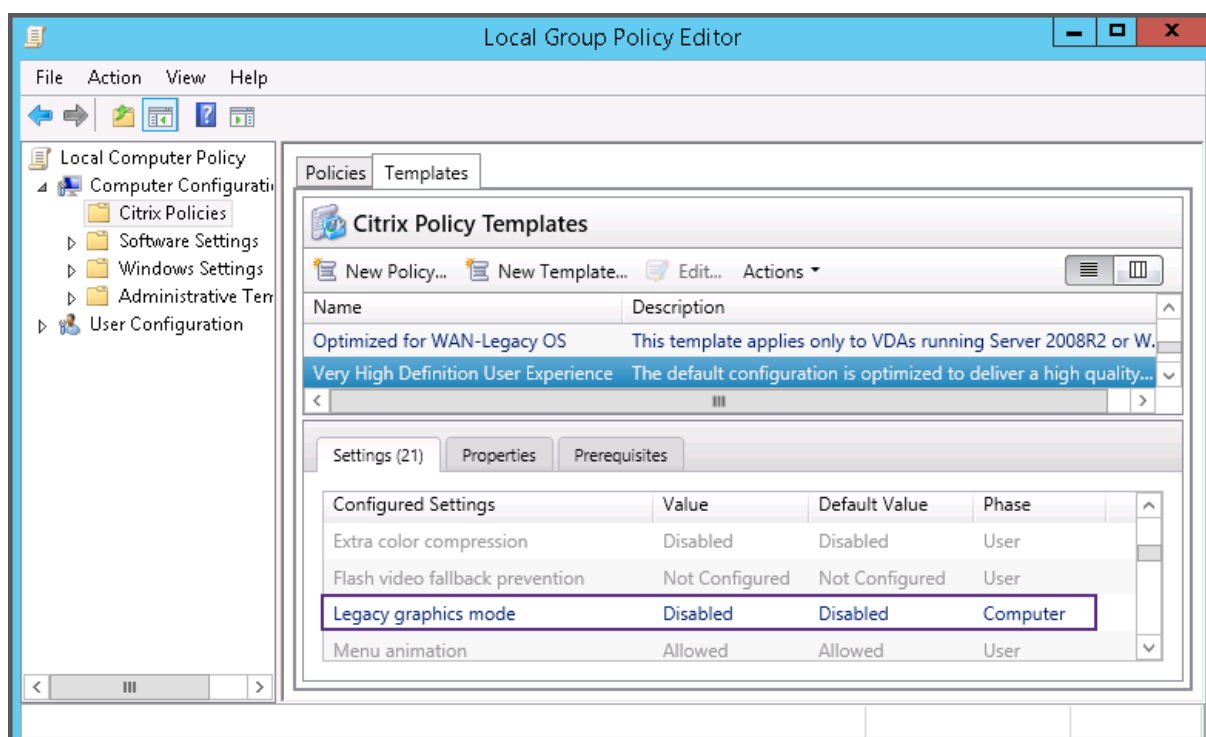 Local Group Policy Editor
File Action View Help
Local Computer Policy
Computer Configurati
Citrix Policies
Software Settings
Windows Settings
Administrative Tem
User Configuration
Policies Templates
Citrix Policy Templates
New Policy... New Template... Edit... Actions
Name Description
Optimized for WAN-Legacy OS This template applies only to VDAs running Server 2008R2 or W.
Very High Definition User Experience The default configuration is optimized to deliver a high quality...
Settings (21) Properties Prerequisites
Configured Settings Value Default Value Phase
Extra color compression Disabled Disabled User
Flash video fallback prevention Not Configured Not Configured User
Legacy graphics mode Disabled Disabled Computer
Menu animation Allowed Allowed User